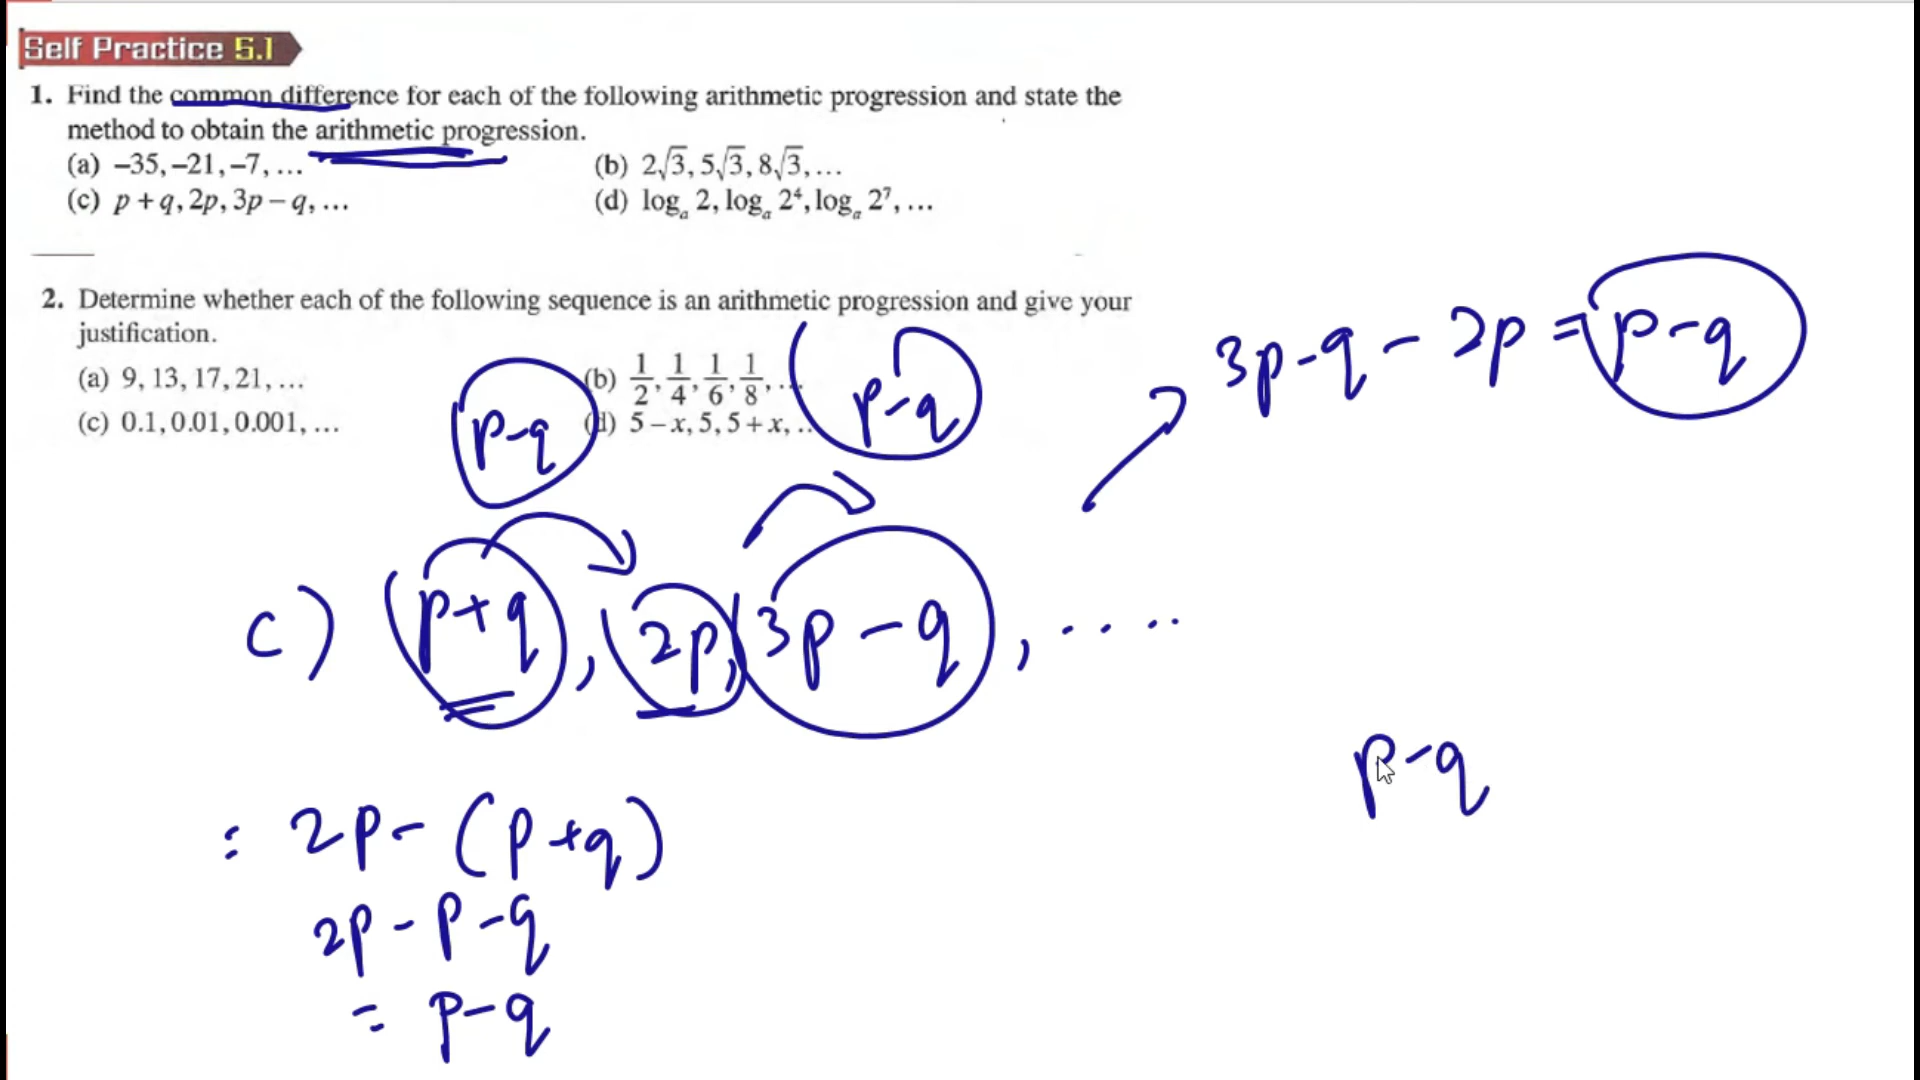 Self Practice 5.1
1. Find the common difference for each of the following arithmetic progression and state the
method to obtain the arithmetic progression.
(a) –35, –21, –7, ... (b) 2√3, 5√3, 8√3, ...
(c) p + q, 2p, 3p – q, ... (d) logₐ 2, logₐ 2⁴, logₐ 2⁷, ...
2. Determine whether each of the following sequence is an arithmetic progression and give your
justification.
(a) 9, 13, 17, 21, ... (b) 1/2, 1/4, 1/6, 1/8, ...
(c) 0.1, 0.01, 0.001, ... (d) 5 – x, 5, 5 + x, ...
3p-q - 2p = p-q
p-q p-q
c) p+q, 2p, 3p-q, .....
p-q
= 2p - (p+q)
2p - p - q
= p-q